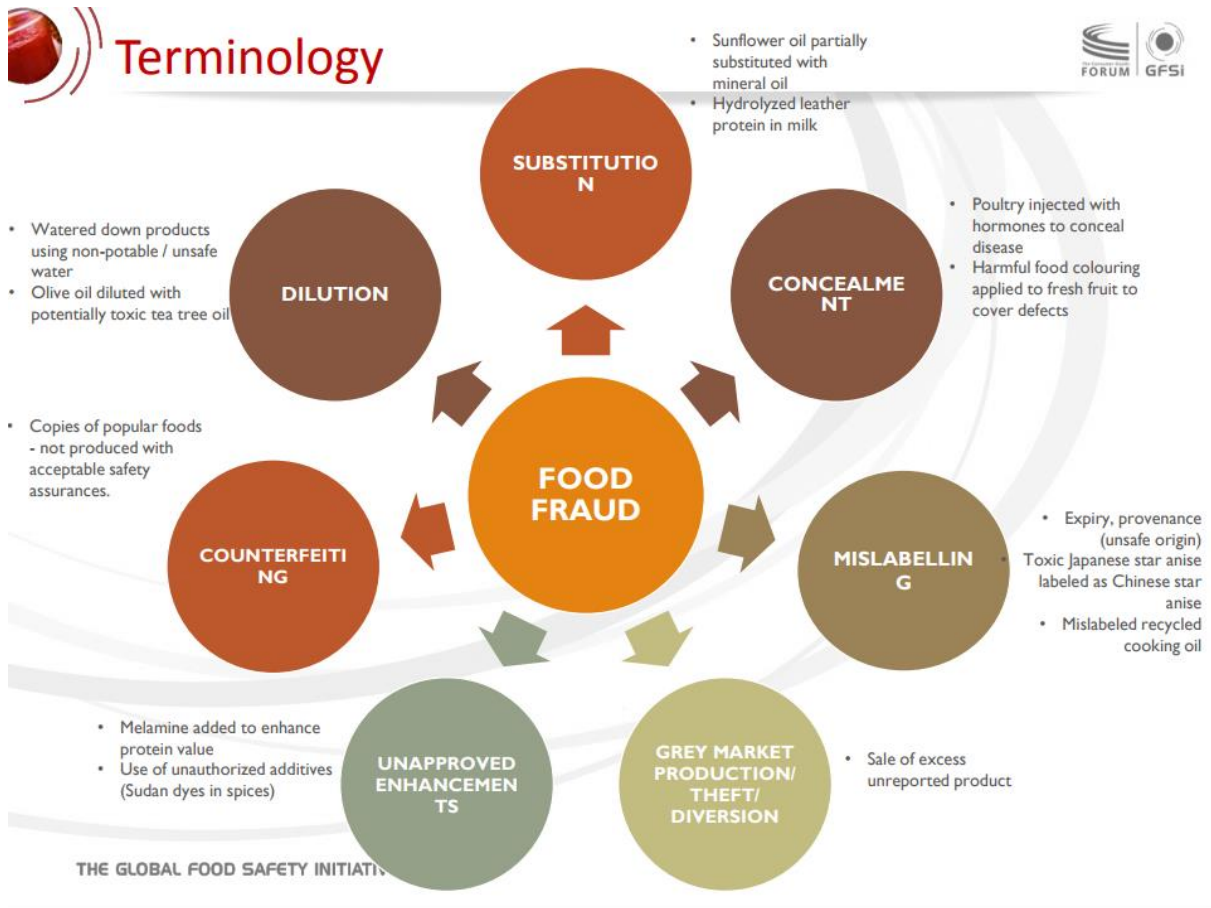 Terminology
FORUM
GFSi
• Sunflower oil partially
substituted with
mineral oil
• Hydrolyzed leather
protein in milk
SUBSTITUTIO
N
• Poultry injected with
hormones to conceal
disease
• Harmful food colouring
applied to fresh fruit to
cover defects
CONCEALME
NT
• Watered down products
using non-potable / unsafe
water
• Olive oil diluted with
potentially toxic tea tree oil
DILUTION
FOOD
FRAUD
• Copies of popular foods
- not produced with
acceptable safety
assurances.
COUNTERFEITI
NG
MISLABELLIN
G
• Expiry, provenance
(unsafe origin)
• Toxic Japanese star anise
labeled as Chinese star
anise
• Mislabeled recycled
cooking oil
• Melamine added to enhance
protein value
• Use of unauthorized additives
(Sudan dyes in spices)
UNAPPROVED
ENHANCEMEN
TS
GREY MARKET
PRODUCTION/
THEFT/
DIVERSION
• Sale of excess
unreported product
THE GLOBAL FOOD SAFETY INITIATIV